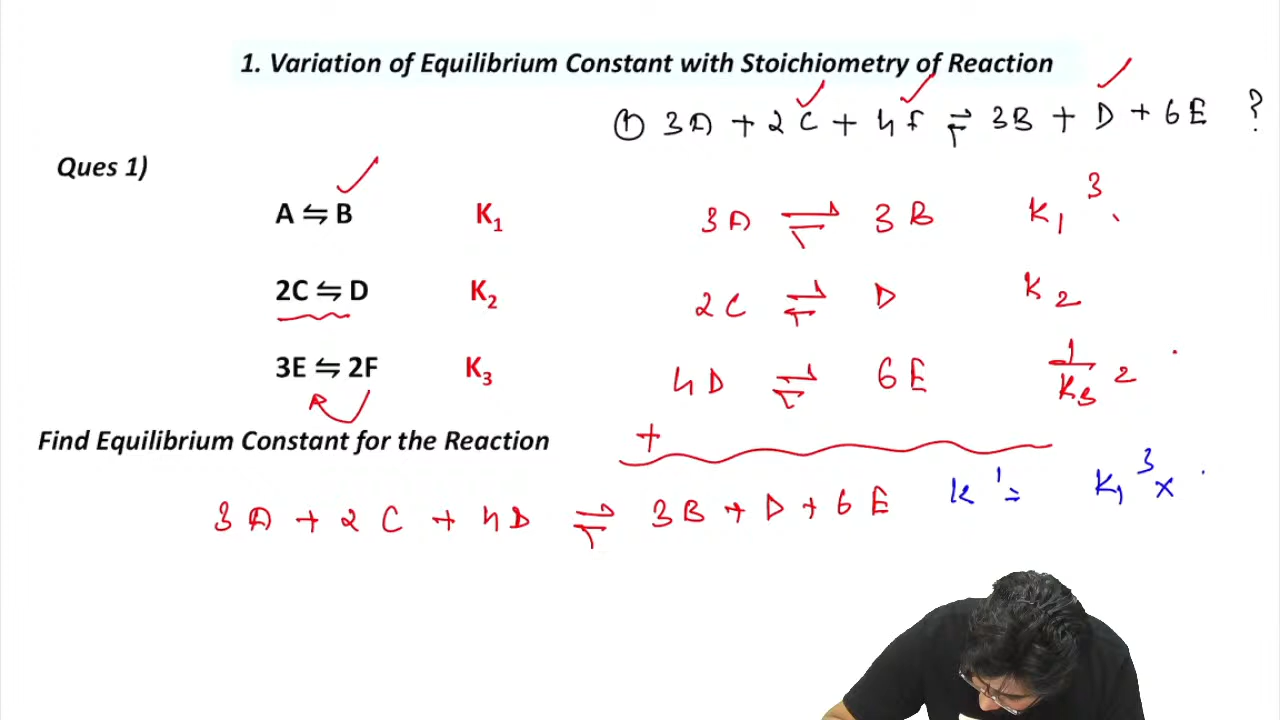 1. Variation of Equilibrium Constant with Stoichiometry of Reaction
① 3A + 2C + 4F ⇌ 3B + D + 6E ?
Ques 1)
A ⇋ B K₁ 3A ⇌ 3B K₁³
2C ⇋ D K₂ 2C ⇌ D K₂
3E ⇋ 2F K₃ 4D ⇌ 6E 1/K₃²
Find Equilibrium Constant for the Reaction +
3A + 2C + 4D ⇌ 3B + D + 6E K' = K₁³ ×